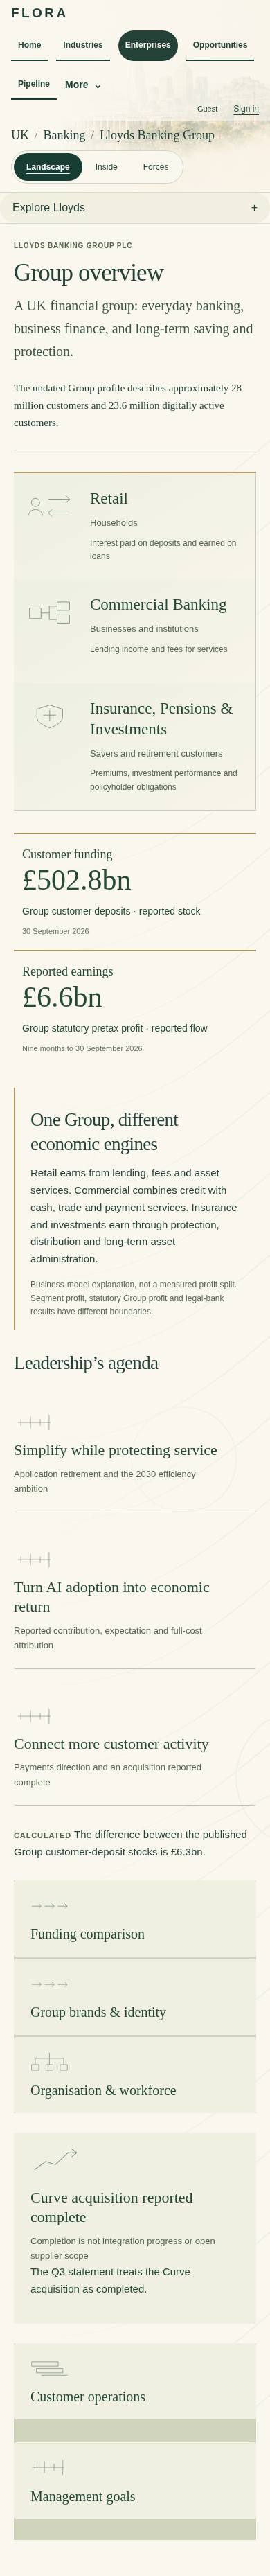 FLORA
Home
Industries
Enterprises
Opportunities
Pipeline
More
Guest
Sign in
UK / Banking / Lloyds Banking Group
Landscape
Inside
Forces
Explore Lloyds
+
LLOYDS BANKING GROUP PLC
Group overview
A UK financial group: everyday banking,
business finance, and long-term saving and
protection.
The undated Group profile describes approximately 28
million customers and 23.6 million digitally active
customers.
Retail
Households
Interest paid on deposits and earned on
loans
Commercial Banking
Businesses and institutions
Lending income and fees for services
Insurance, Pensions &
Investments
Savers and retirement customers
Premiums, investment performance and
policyholder obligations
Customer funding
£502.8bn
Group customer deposits · reported stock
30 September 2026
Reported earnings
£6.6bn
Group statutory pretax profit · reported flow
Nine months to 30 September 2026
One Group, different
economic engines
Retail earns from lending, fees and asset
services. Commercial combines credit with
cash, trade and payment services. Insurance
and investments earn through protection,
distribution and long-term asset
administration.
Business-model explanation, not a measured profit split.
Segment profit, statutory Group profit and legal-bank
results have different boundaries.
Leadership’s agenda
Simplify while protecting service
Application retirement and the 2030 efficiency
ambition
Turn AI adoption into economic
return
Reported contribution, expectation and full-cost
attribution
Connect more customer activity
Payments direction and an acquisition reported
complete
CALCULATED The difference between the published
Group customer-deposit stocks is £6.3bn.
Funding comparison
Group brands & identity
Organisation & workforce
Curve acquisition reported
complete
Completion is not integration progress or open
supplier scope
The Q3 statement treats the Curve
acquisition as completed.
Customer operations
Management goals